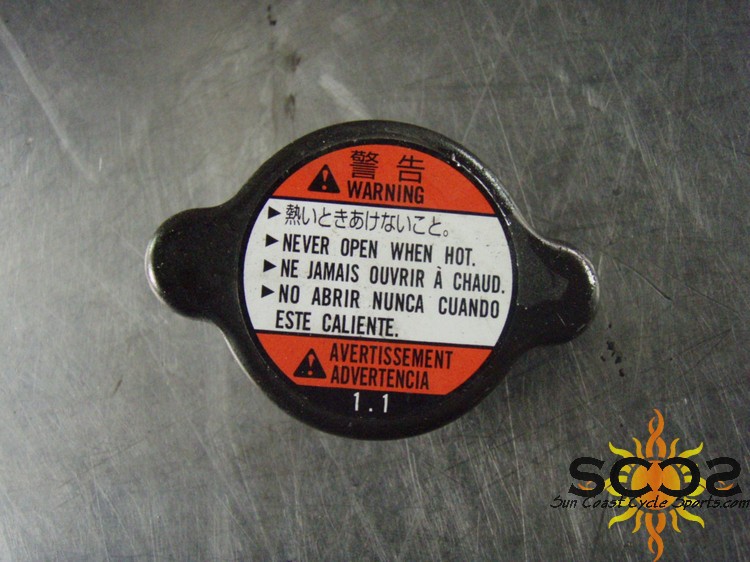 警告
WARNING
▶熱いときあけないこと。
▶NEVER OPEN WHEN HOT.
▶NE JAMAIS OUVRIR À CHAUD.
▶NO ABRIR NUNCA CUANDO
ESTE CALIENTE.
AVERTISSEMENT
ADVERTENCIA
1.1
SCCS
Sun Coast Cycle Sports.com